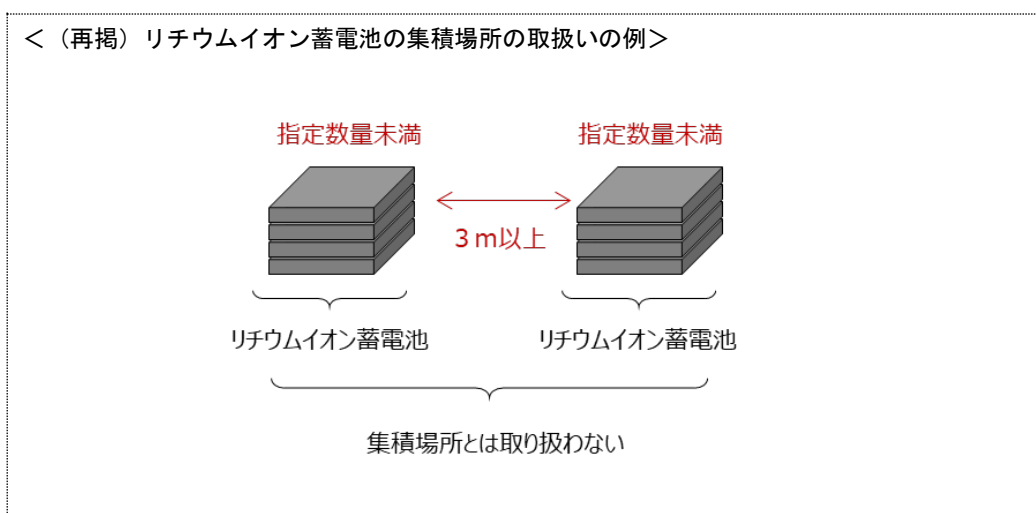 ＜（再掲）リチウムイオン蓄電池の集積場所の取扱いの例＞
指定数量未満
指定数量未満
３ｍ以上
リチウムイオン蓄電池
リチウムイオン蓄電池
集積場所とは取り扱わない